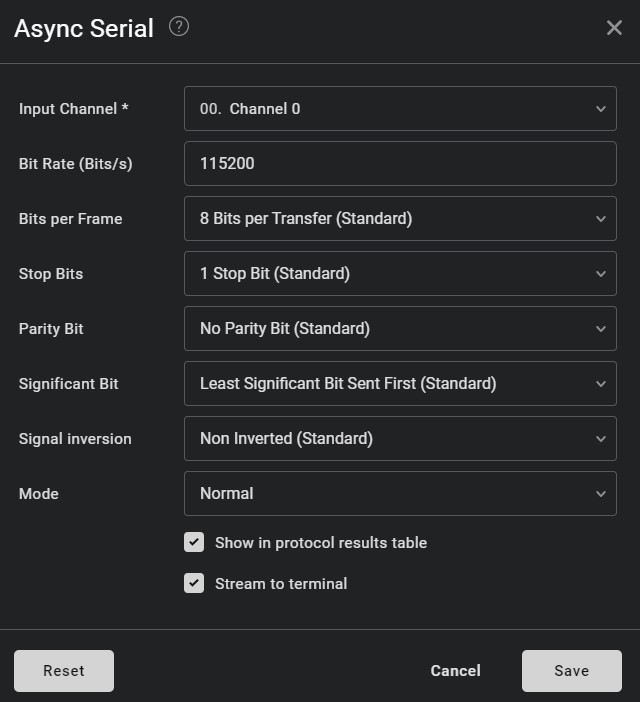 Async Serial ?
Input Channel * 00. Channel 0
Bit Rate (Bits/s) 115200
Bits per Frame 8 Bits per Transfer (Standard)
Stop Bits 1 Stop Bit (Standard)
Parity Bit No Parity Bit (Standard)
Significant Bit Least Significant Bit Sent First (Standard)
Signal inversion Non Inverted (Standard)
Mode Normal
Show in protocol results table
Stream to terminal
Reset Cancel Save